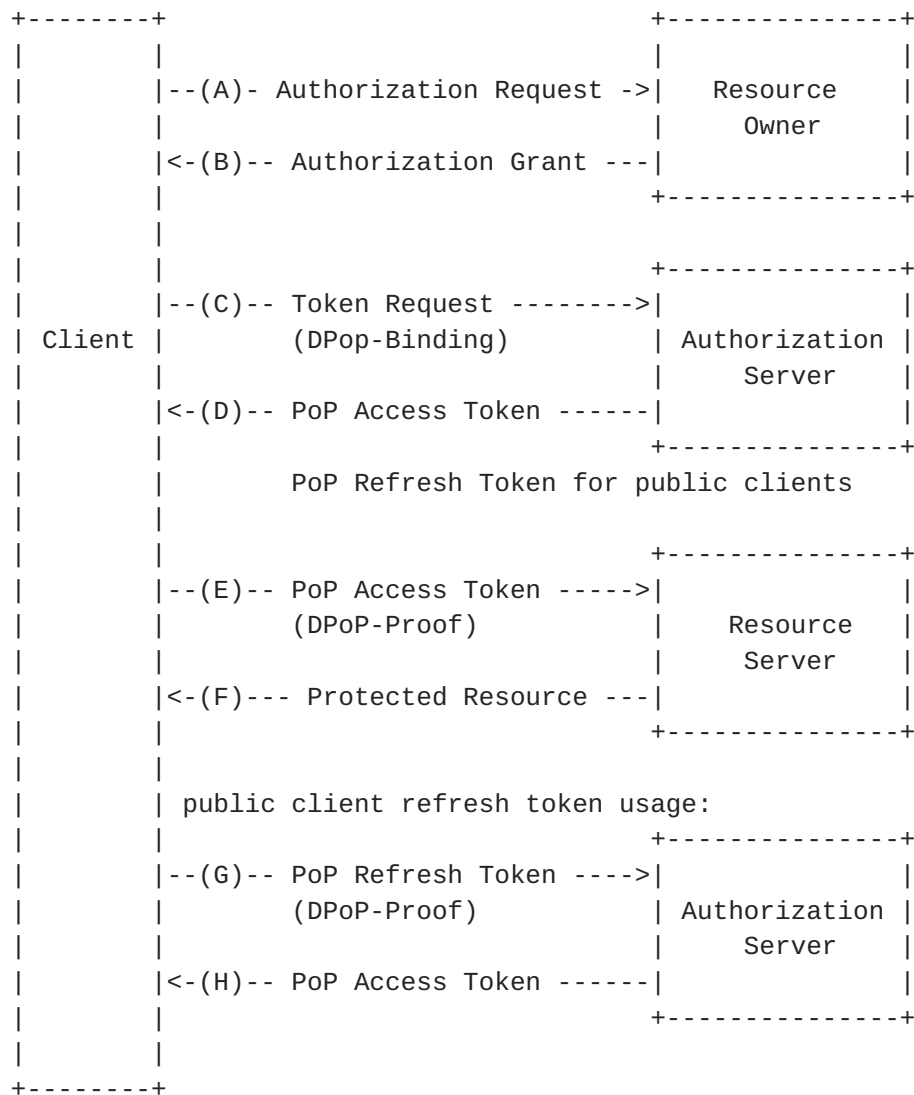 +--------+                               +---------------+
|        |                               |               |
|        |--(A)- Authorization Request ->|   Resource    |
|        |                               |     Owner     |
|        |<-(B)-- Authorization Grant ---|               |
|        |                               +---------------+
|        |
|        |                               +---------------+
|        |--(C)-- Token Request -------->|               |
| Client |        (DPop-Binding)         | Authorization |
|        |                               |     Server    |
|        |<-(D)-- PoP Access Token ------|               |
|        |                               +---------------+
|        |        PoP Refresh Token for public clients
|        |
|        |                               +---------------+
|        |--(E)-- PoP Access Token ----->|               |
|        |        (DPoP-Proof)           |    Resource   |
|        |                               |     Server    |
|        |<-(F)--- Protected Resource ---|               |
|        |                               +---------------+
|        |
|        | public client refresh token usage:
|        |                               +---------------+
|        |--(G)-- PoP Refresh Token ---->|               |
|        |        (DPoP-Proof)           | Authorization |
|        |                               |     Server    |
|        |<-(H)-- PoP Access Token ------|               |
|        |                               +---------------+
|        |
+--------+